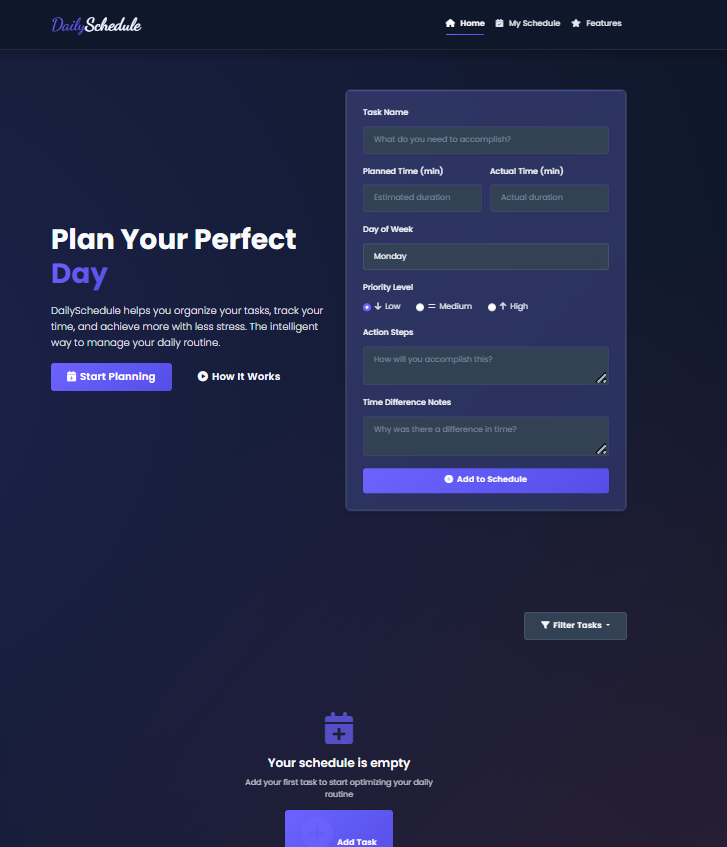 DailySchedule
Home My Schedule Features
Plan Your Perfect
Day
DailySchedule helps you organize your tasks, track your
time, and achieve more with less stress. The intelligent
way to manage your daily routine.
Start Planning How It Works
Task Name
What do you need to accomplish?
Planned Time (min) Actual Time (min)
Estimated duration Actual duration
Day of Week
Monday
Priority Level
Low Medium High
Action Steps
How will you accomplish this?
Time Difference Notes
Why was there a difference in time?
Add to Schedule
Filter Tasks
Your schedule is empty
Add your first task to start optimizing your daily
routine
Add Task